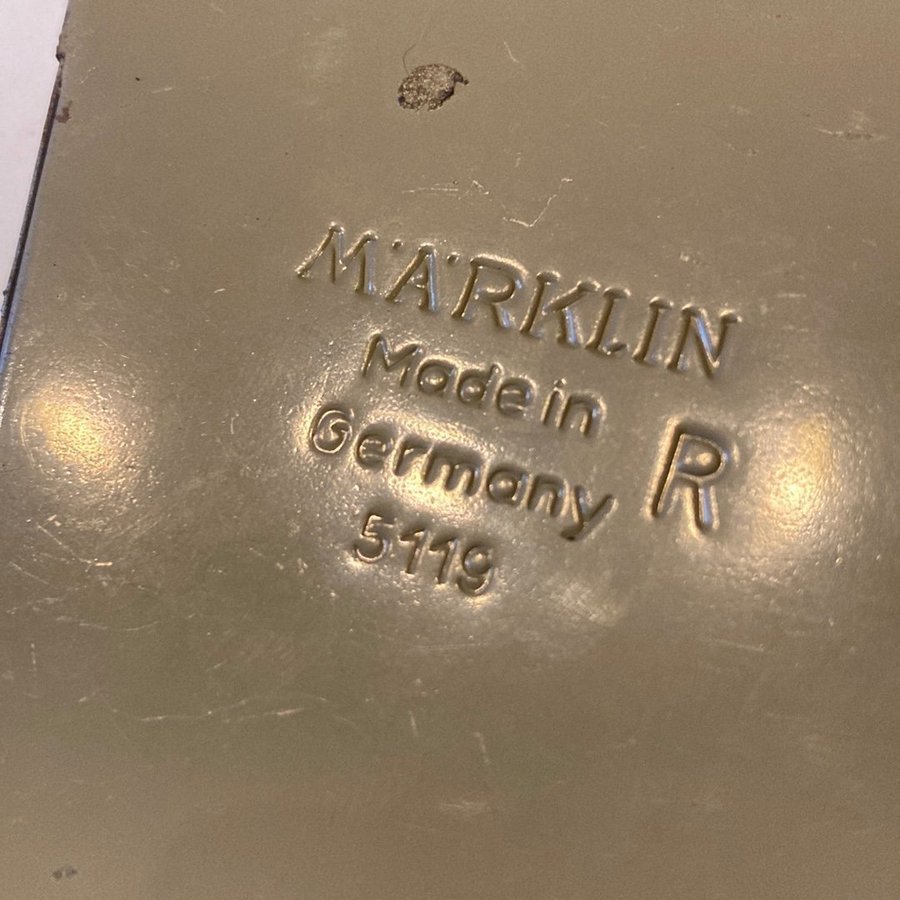 MÄRKLIN
Made in
Germany R
5119